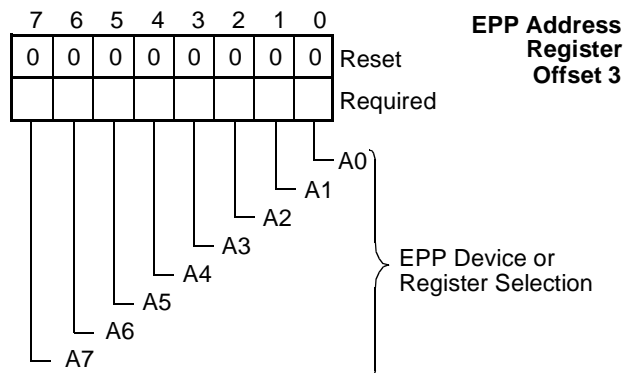 7 6 5 4 3 2 1 0
EPP Address
Register
Offset 3
0 0 0 0 0 0 0 0 Reset
Required
A0
A1
A2
A3
A4
A5
A6
A7
EPP Device or
Register Selection